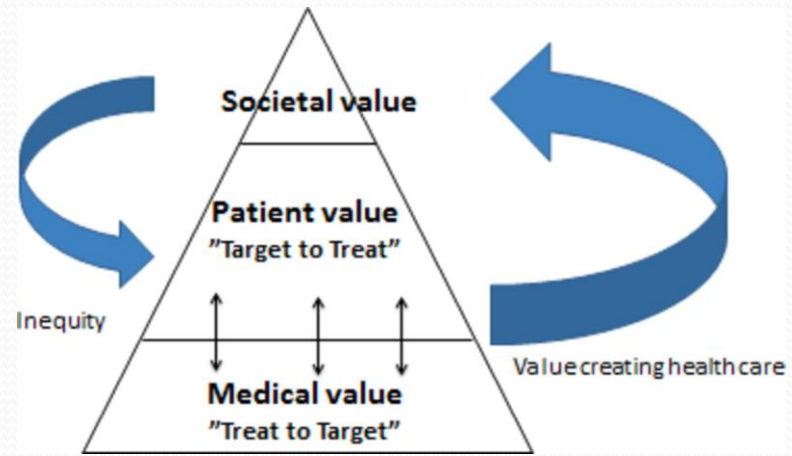 Societal value
Patient value
”Target to Treat”
Inequity
Value creating health care
Medical value
”Treat to Target”